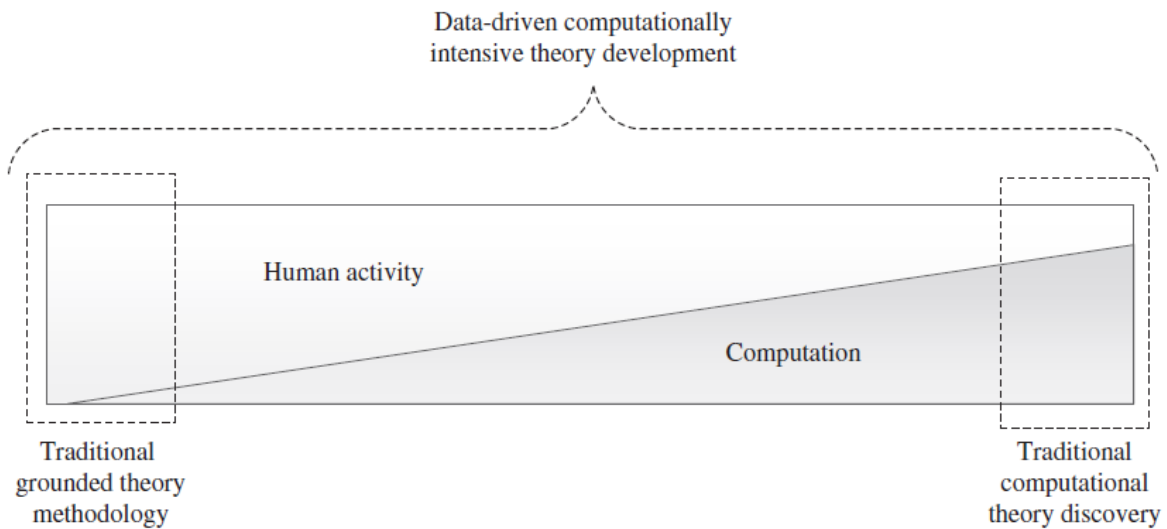 Data-driven computationally
intensive theory development
Human activity
Computation
Traditional
grounded theory
methodology
Traditional
computational
theory discovery